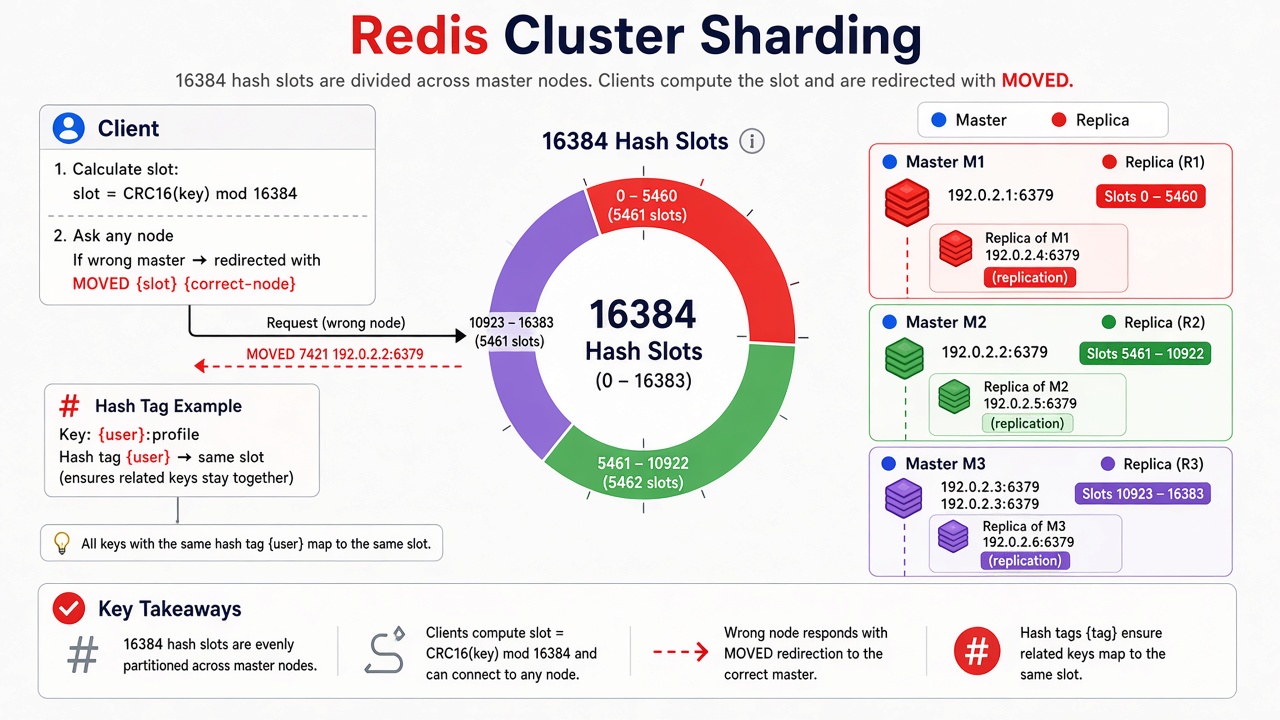 Redis Cluster Sharding
16384 hash slots are divided across master nodes. Clients compute the slot and are redirected with MOVED.
Client
1. Calculate slot:
slot = CRC16(key) mod 16384
2. Ask any node
If wrong master → redirected with
MOVED {slot} {correct-node}
Request (wrong node)
MOVED 7421 192.0.2.2:6379
# Hash Tag Example
Key: {user}:profile
Hash tag {user} → same slot
(ensures related keys stay together)
All keys with the same hash tag {user} map to the same slot.
16384 Hash Slots i
0 – 5460
(5461 slots)
10923 – 16383
(5461 slots)
16384
Hash Slots
(0 – 16383)
5461 – 10922
(5462 slots)
Master
Replica
Master M1
Replica (R1)
192.0.2.1:6379
Slots 0 – 5460
Replica of M1
192.0.2.4:6379
(replication)
Master M2
Replica (R2)
192.0.2.2:6379
Slots 5461 – 10922
Replica of M2
192.0.2.5:6379
(replication)
Master M3
Replica (R3)
192.0.2.3:6379
192.0.2.3:6379
Slots 10923 – 16383
Replica of M3
192.0.2.6:6379
(replication)
Key Takeaways
#
16384 hash slots are evenly
partitioned across master nodes.
Clients compute slot =
CRC16(key) mod 16384 and
can connect to any node.
Wrong node responds with
MOVED redirection to the
correct master.
#
Hash tags {tag} ensure
related keys map to the
same slot.